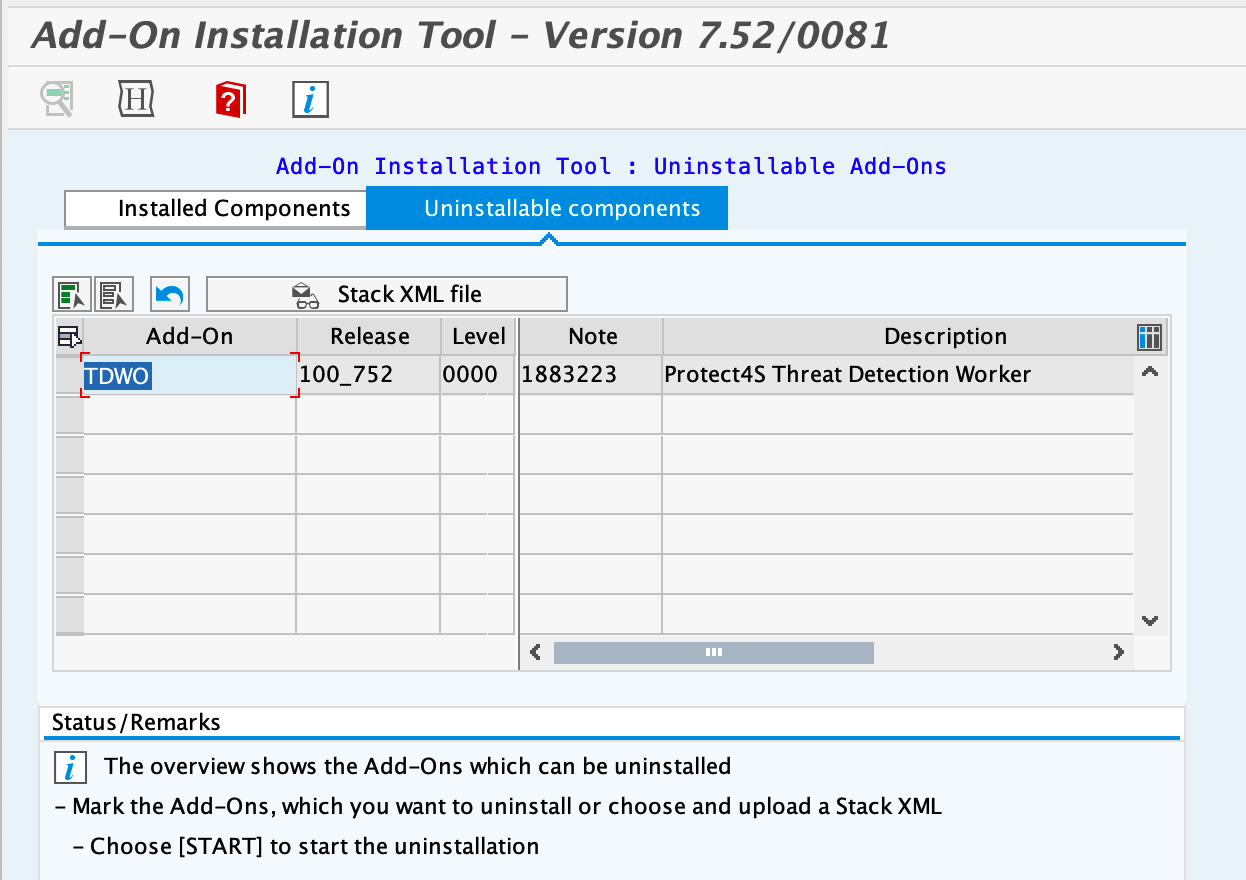 Add-On Installation Tool - Version 7.52/0081
H ? i
Add-On Installation Tool : Uninstallable Add-Ons
Installed Components Uninstallable components
Stack XML file
Add-On Release Level Note Description
TDWO 100_752 0000 1883223 Protect4S Threat Detection Worker
Status/Remarks
i The overview shows the Add-Ons which can be uninstalled
- Mark the Add-Ons, which you want to uninstall or choose and upload a Stack XML
- Choose [START] to start the uninstallation